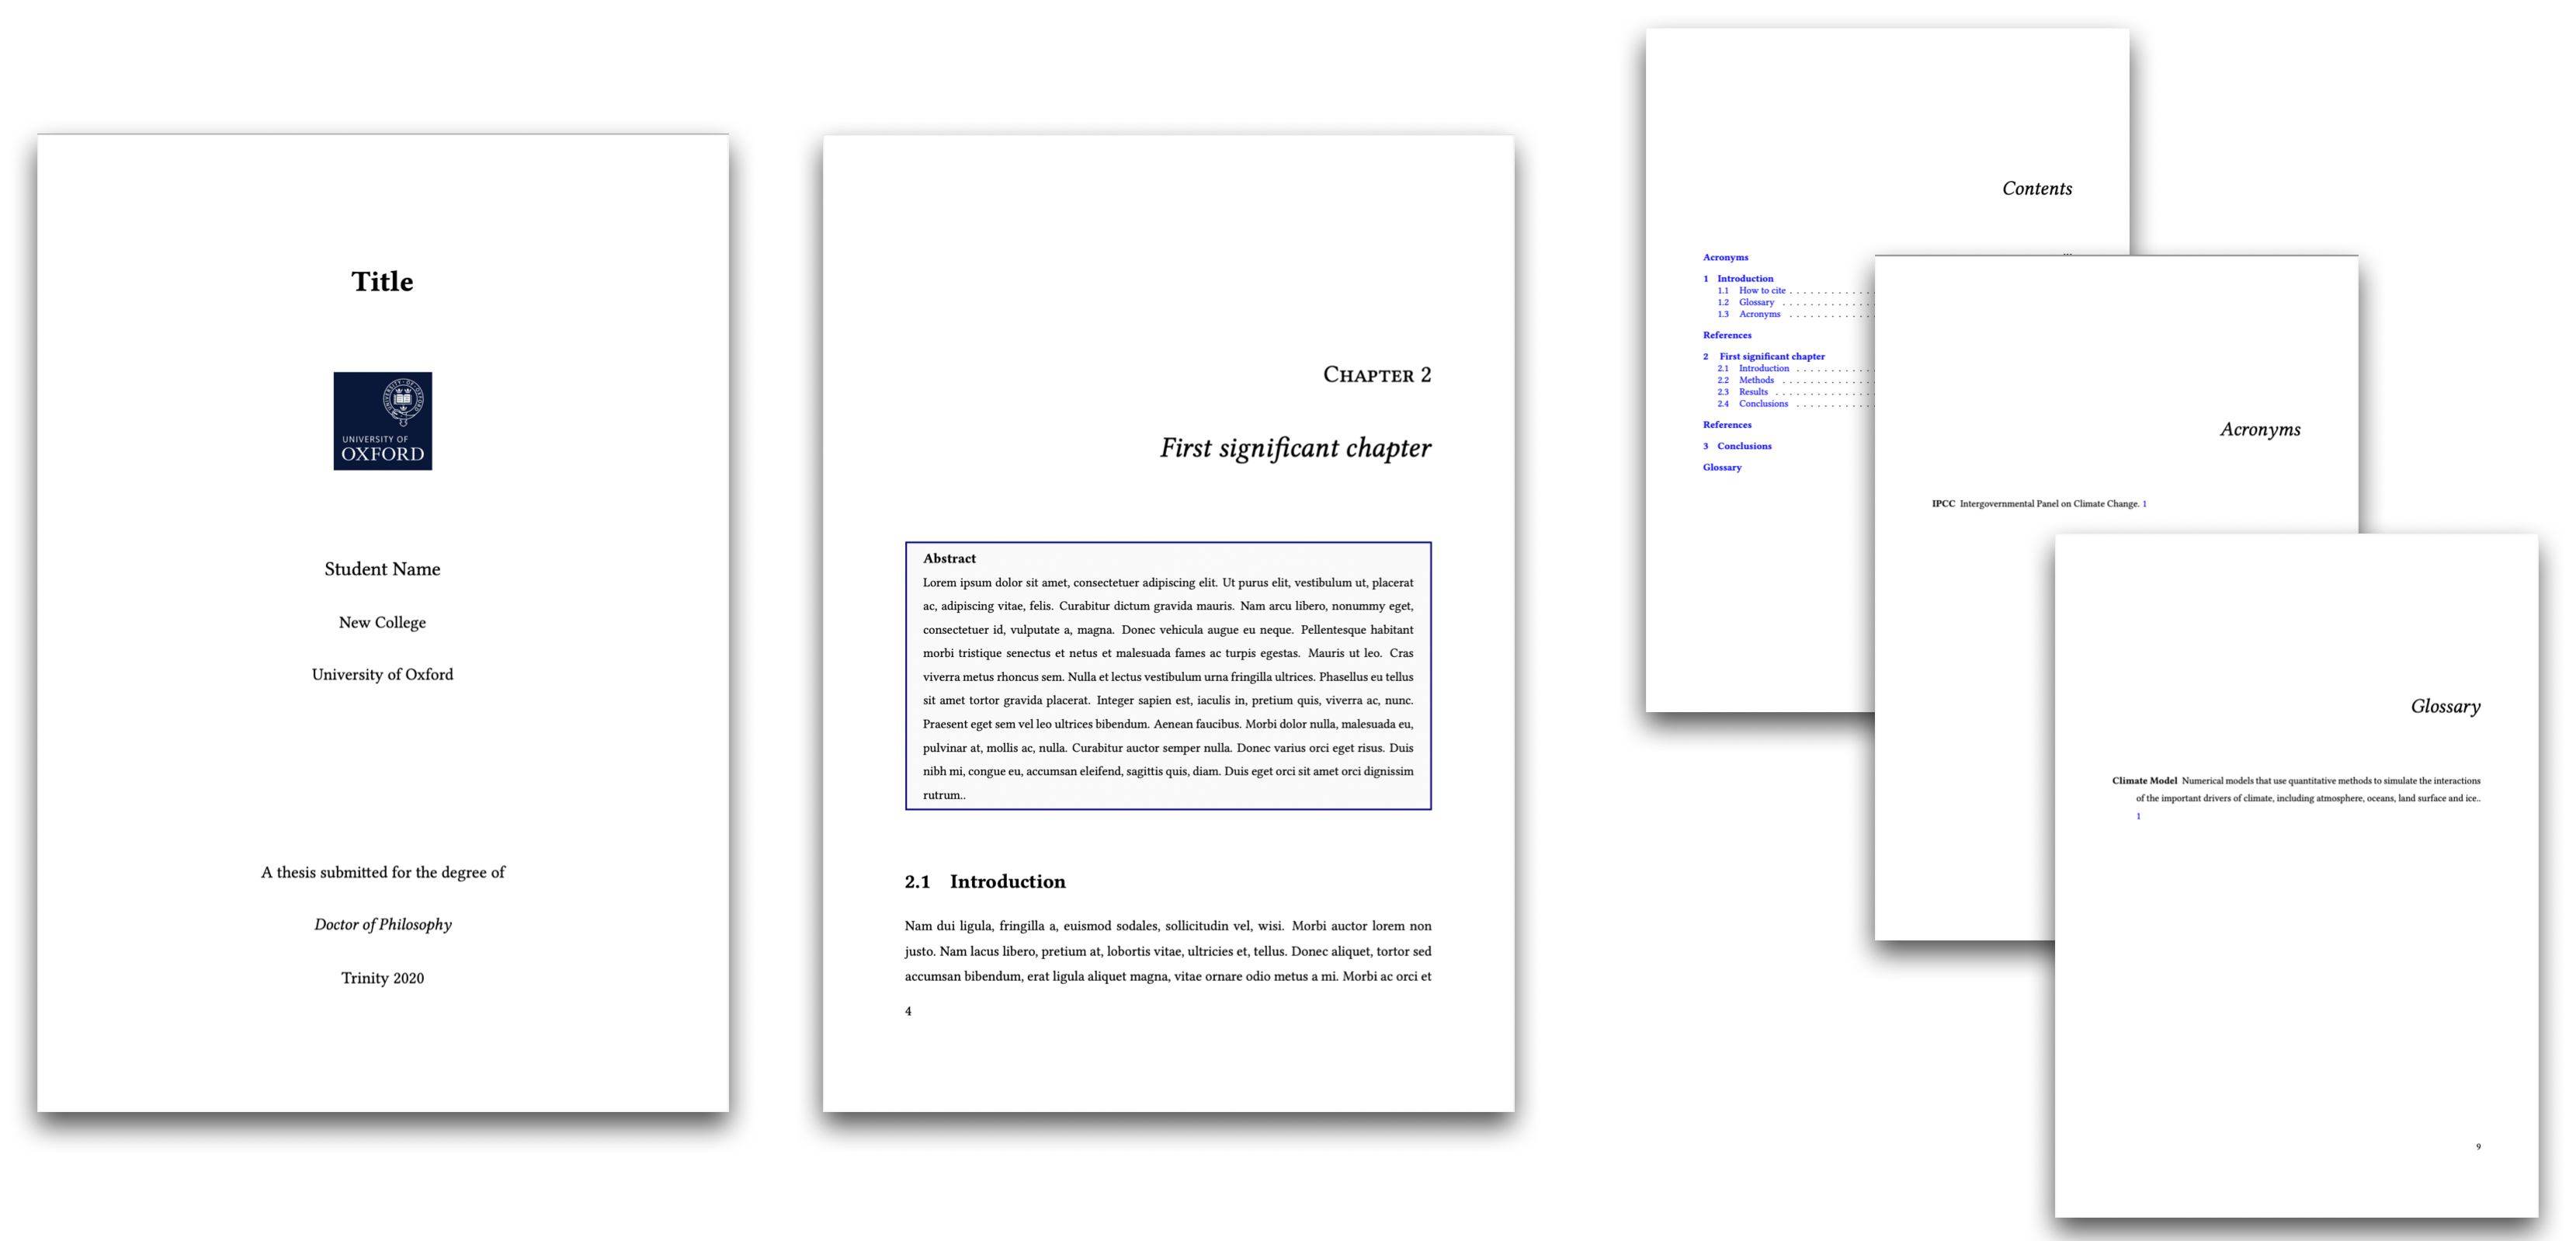 Title
UNIVERSITY OF
OXFORD
Student Name
New College
University of Oxford
A thesis submitted for the degree of
Doctor of Philosophy
Trinity 2020
CHAPTER 2
First significant chapter
Abstract
Lorem ipsum dolor sit amet, consectetuer adipiscing elit. Ut purus elit, vestibulum ut, placerat
ac, adipiscing vitae, felis. Curabitur dictum gravida mauris. Nam arcu libero, nonummy eget,
consectetuer id, vulputate a, magna. Donec vehicula augue eu neque. Pellentesque habitant
morbi tristique senectus et netus et malesuada fames ac turpis egestas. Mauris ut leo. Cras
viverra metus rhoncus sem. Nulla et lectus vestibulum urna fringilla ultrices. Phasellus eu tellus
sit amet tortor gravida placerat. Integer sapien est, iaculis in, pretium quis, viverra ac, nunc.
Praesent eget sem vel leo ultrices bibendum. Aenean faucibus. Morbi dolor nulla, malesuada eu,
pulvinar at, mollis ac, nulla. Curabitur auctor semper nulla. Donec varius orci eget risus. Duis
nibh mi, congue eu, accumsan eleifend, sagittis quis, diam. Duis eget orci sit amet orci dignissim
rutrum..
2.1 Introduction
Nam dui ligula, fringilla a, euismod sodales, sollicitudin vel, wisi. Morbi auctor lorem non
justo. Nam lacus libero, pretium at, lobortis vitae, ultricies et, tellus. Donec aliquet, tortor sed
accumsan bibendum, erat ligula aliquet magna, vitae ornare odio metus a mi. Morbi ac orci et
4
Contents
Acronyms
1 Introduction
1.1 How to cite . . . . . . . . . . . . .
1.2 Glossary . . . . . . . . . . . . . .
1.3 Acronyms . . . . . . . . . . . . .
References
2 First significant chapter
2.1 Introduction . . . . . . . . . . . .
2.2 Methods . . . . . . . . . . . . . .
2.3 Results . . . . . . . . . . . . . . .
2.4 Conclusions . . . . . . . . . . . .
References
3 Conclusions
Glossary
Acronyms
IPCC Intergovernmental Panel on Climate Change. 1
Glossary
Climate Model Numerical models that use quantitative methods to simulate the interactions
of the important drivers of climate, including atmosphere, oceans, land surface and ice..
1
9